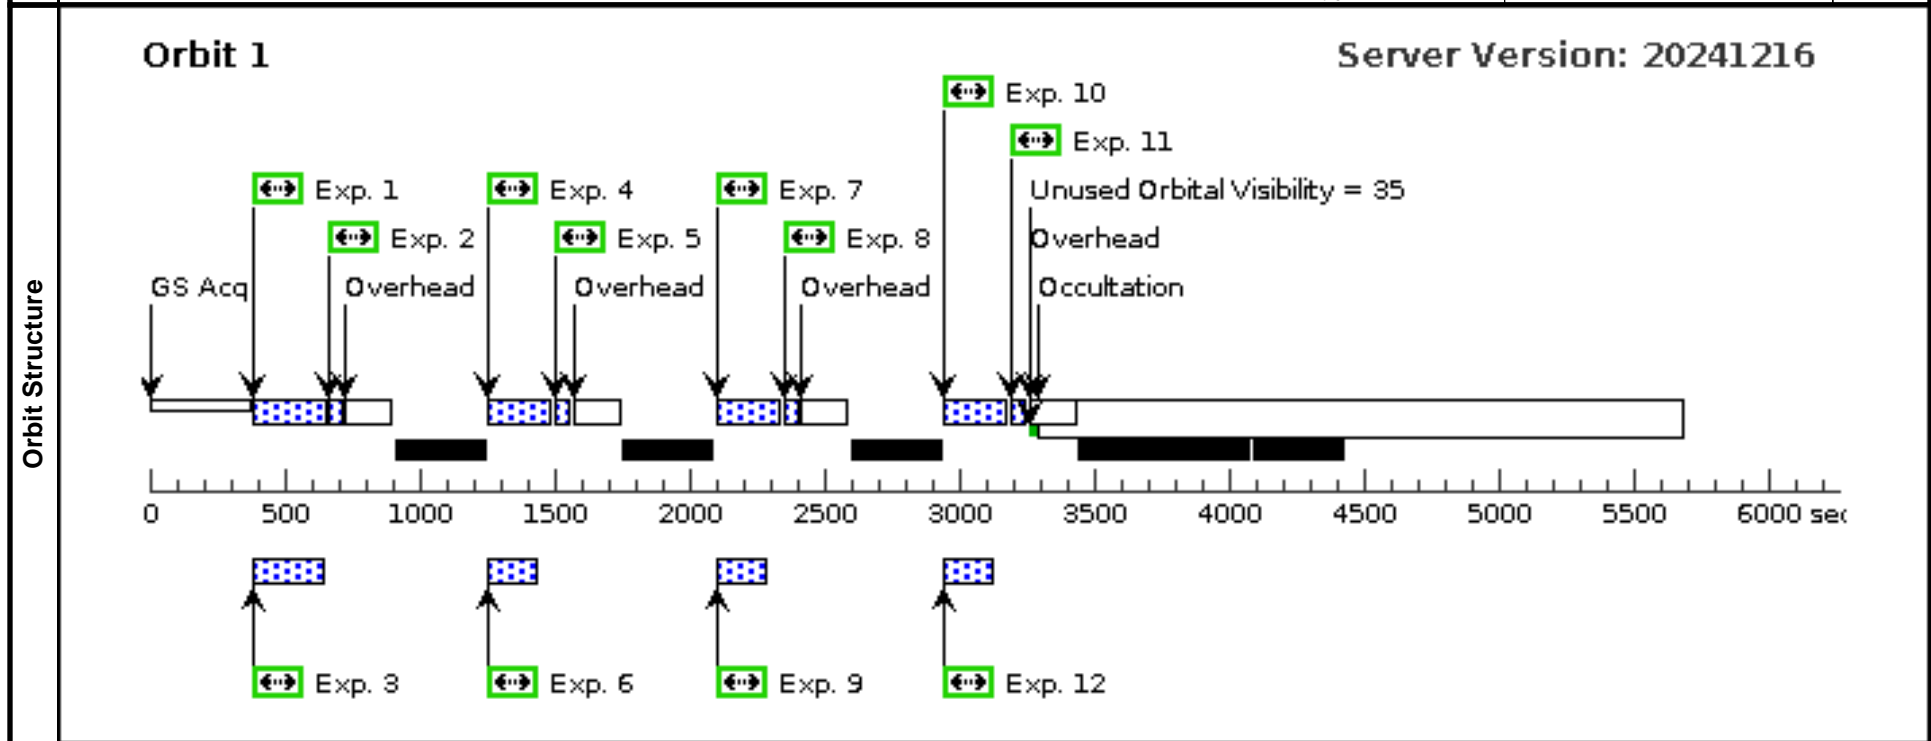 Orbit Structure
Orbit 1
Server Version: 20241216
Exp. 10
Exp. 11
Exp. 1
Exp. 4
Exp. 7
Unused Orbital Visibility = 35
Exp. 2
Exp. 5
Exp. 8
Overhead
GS Acq
Overhead
Overhead
Overhead
Occultation
0 500 1000 1500 2000 2500 3000 3500 4000 4500 5000 5500 6000 sec
Exp. 3
Exp. 6
Exp. 9
Exp. 12